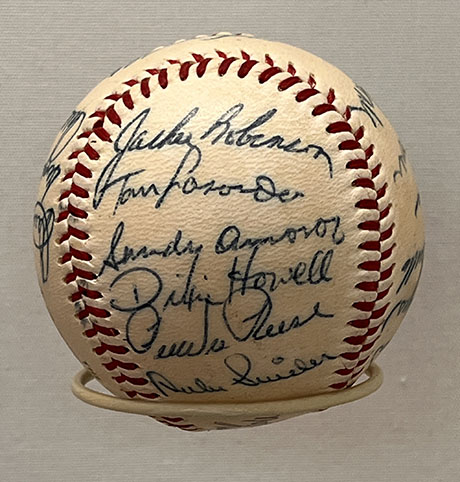 Jackie Robinson
Tom Lasorda
Sandy Amoros
Dixie Howell
Pee Wee Reese
Duke Snider